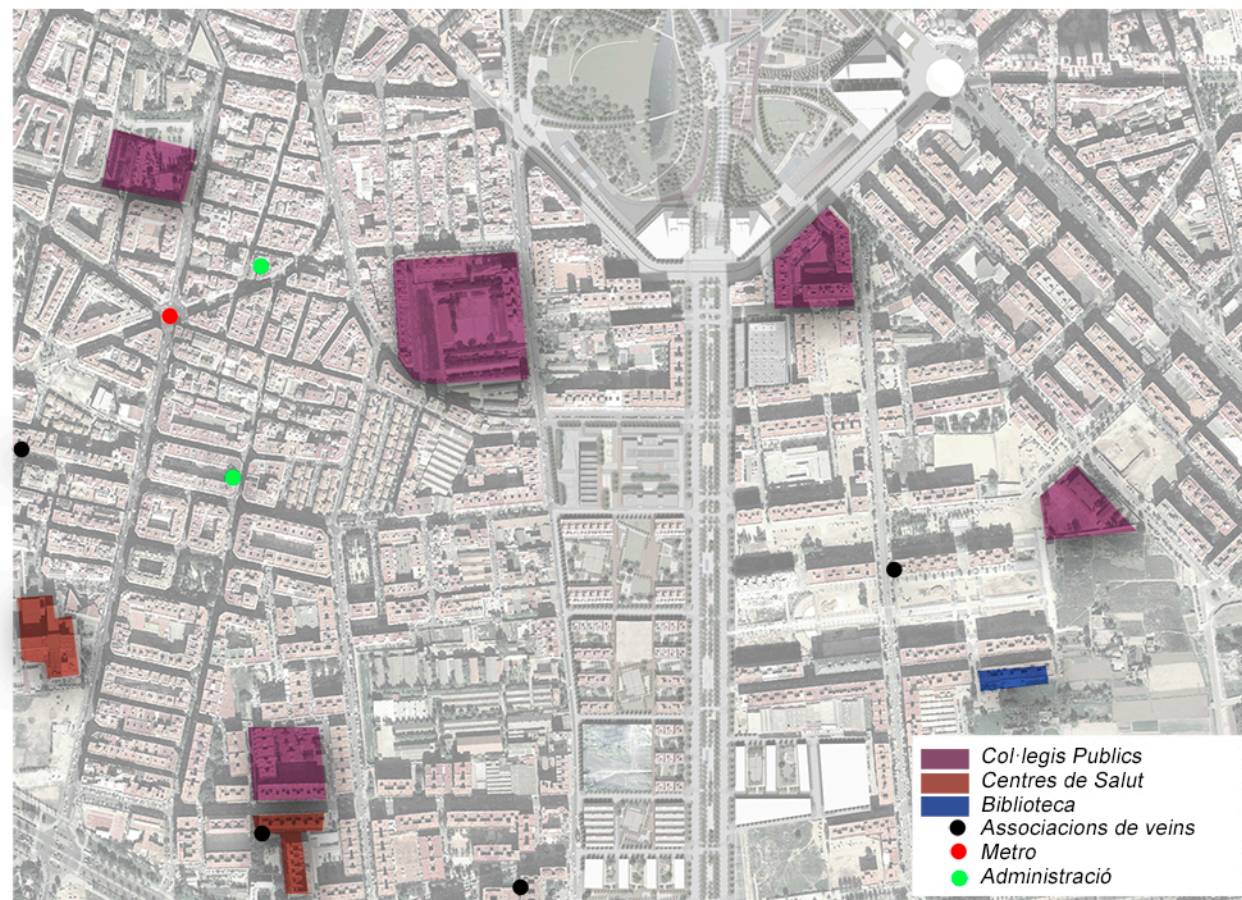 Col·legis Publics
Centres de Salut
Biblioteca
Associacions de veins
Metro
Administració